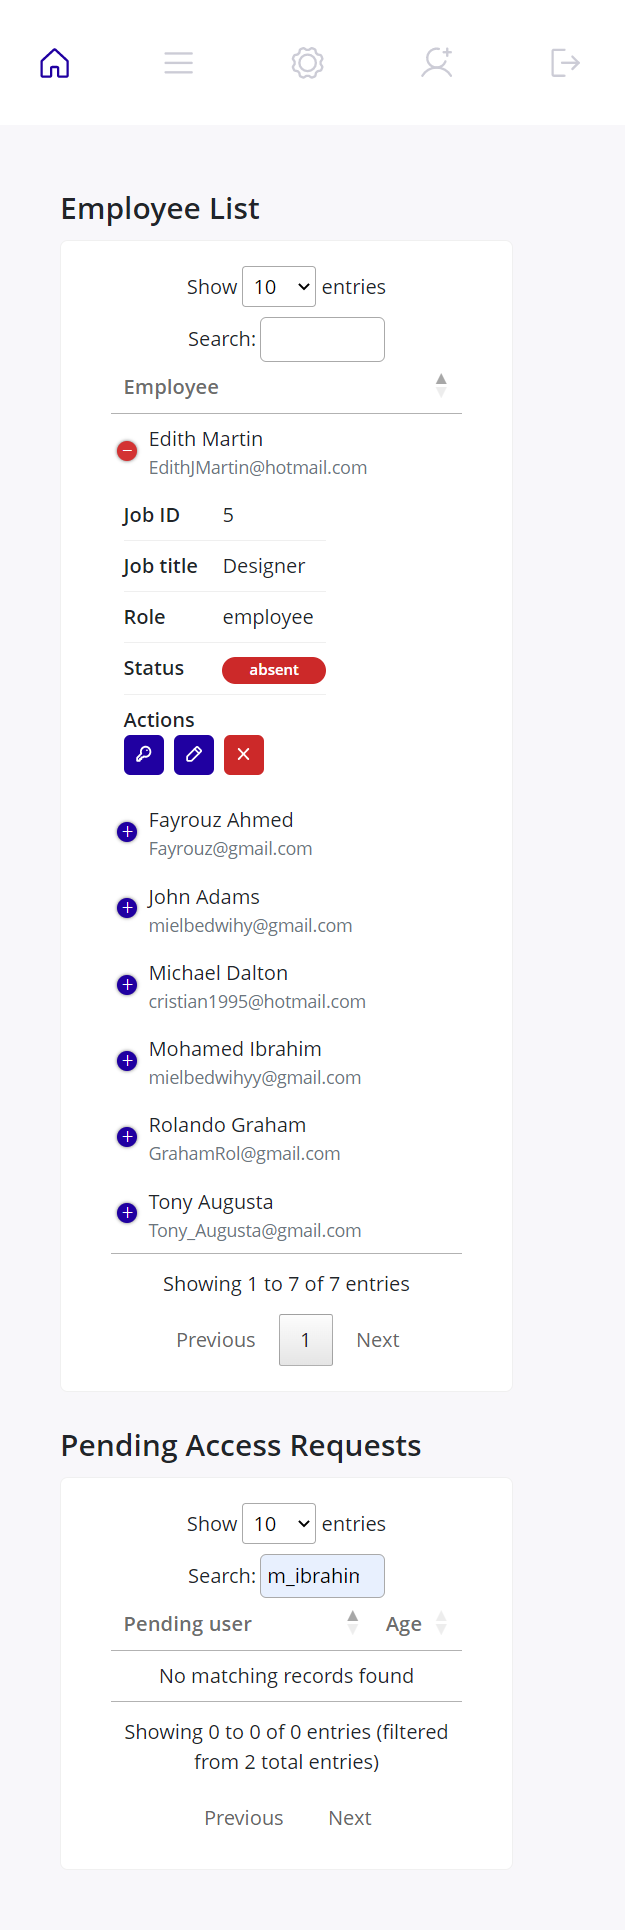 Employee List
Show 10 entries
Search:
Employee
Edith Martin
EdithJMartin@hotmail.com
Job ID 5
Job title Designer
Role employee
Status absent
Actions
Fayrouz Ahmed
Fayrouz@gmail.com
John Adams
mielbedwihy@gmail.com
Michael Dalton
cristian1995@hotmail.com
Mohamed Ibrahim
mielbedwihyy@gmail.com
Rolando Graham
GrahamRol@gmail.com
Tony Augusta
Tony_Augusta@gmail.com
Showing 1 to 7 of 7 entries
Previous 1 Next
Pending Access Requests
Show 10 entries
Search: m_ibrahin
Pending user Age
No matching records found
Showing 0 to 0 of 0 entries (filtered
from 2 total entries)
Previous Next